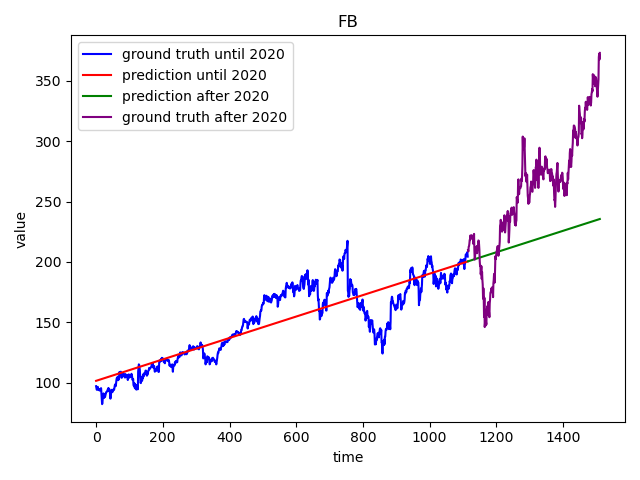 FB
ground truth until 2020
prediction until 2020
prediction after 2020
ground truth after 2020
350
300
250
200
150
100
value
0 200 400 600 800 1000 1200 1400
time